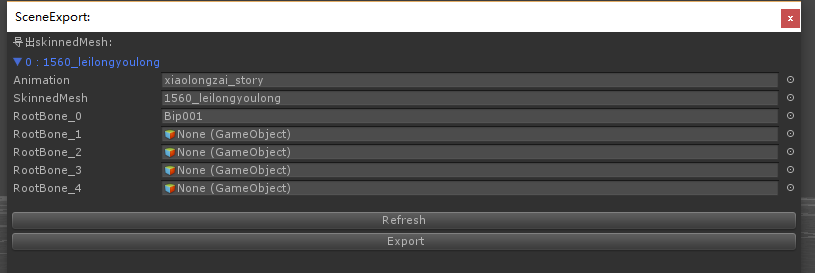 SceneExport:
x
导出skinnedMesh:
0 : 1560_leilongyoulong
Animation xiaolongzai_story
SkinnedMesh 1560_leilongyoulong
RootBone_0 Bip001
RootBone_1 None (GameObject)
RootBone_2 None (GameObject)
RootBone_3 None (GameObject)
RootBone_4 None (GameObject)
Refresh
Export